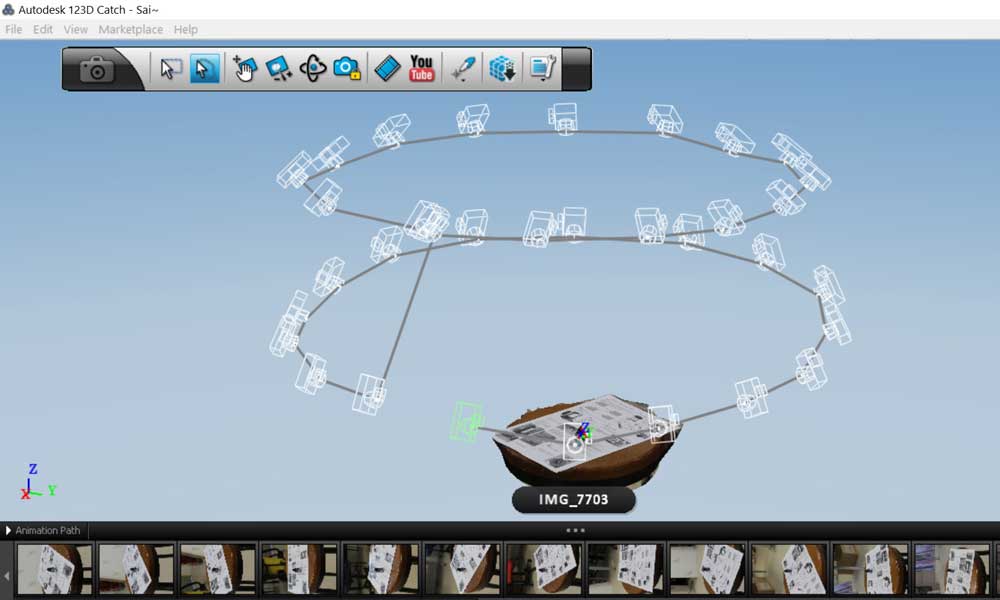 Autodesk 123D Catch - Sai~
File Edit View Marketplace Help
You
Tube
Z
Z
X Y
IMG_7703
Animation Path